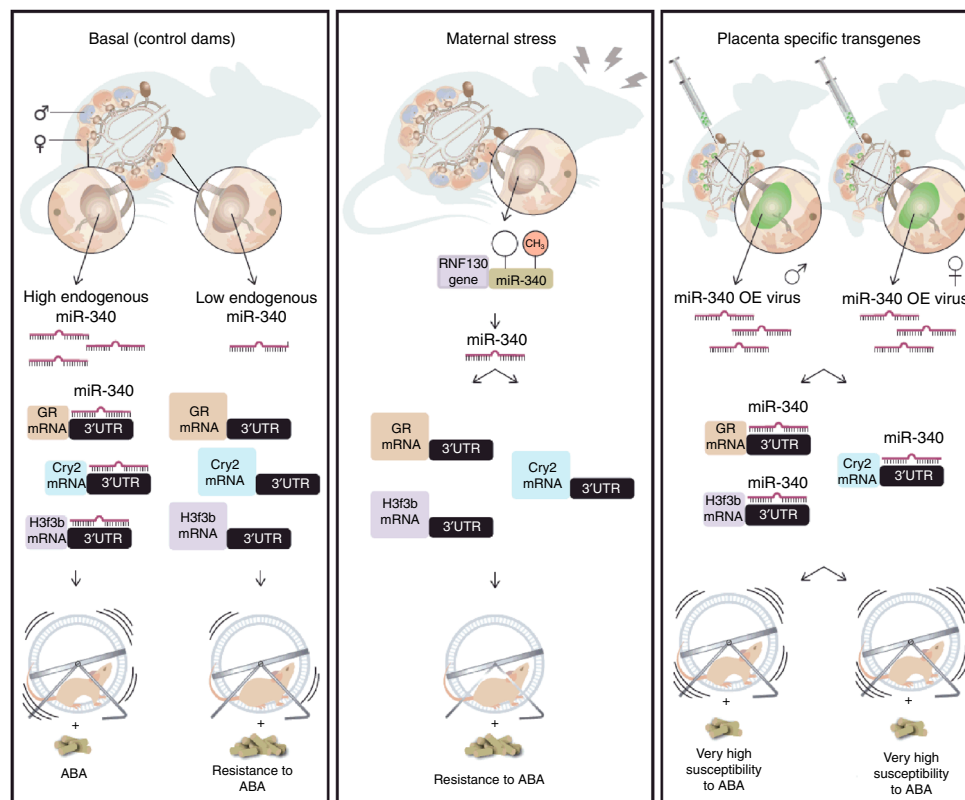 Basal (control dams)
♂
♀
High endogenous
miR-340
Low endogenous
miR-340
miR-340
GR
mRNA
3'UTR
Cry2
mRNA
3'UTR
H3f3b
mRNA
3'UTR
GR
mRNA
3'UTR
Cry2
mRNA
3'UTR
H3f3b
mRNA
3'UTR
+
ABA
+
Resistance to
ABA
Maternal stress
CH₃
RNF130
gene
miR-340
miR-340
GR
mRNA
3'UTR
Cry2
mRNA
3'UTR
H3f3b
mRNA
3'UTR
+
Resistance to ABA
Placenta specific transgenes
♂
♀
miR-340 OE virus
miR-340 OE virus
miR-340
GR
mRNA
3'UTR
miR-340
Cry2
mRNA
3'UTR
miR-340
H3f3b
mRNA
3'UTR
+
Very high
susceptibility
to ABA
+
Very high
susceptibility
to ABA